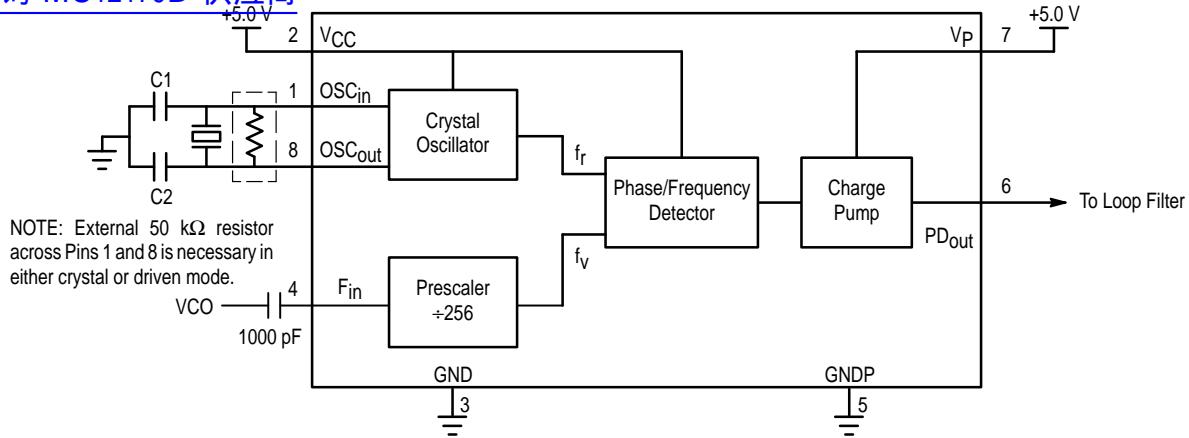 +5.0 V
2
VCC
VP
7
+5.0 V
C1
1
OSCin
Crystal
Oscillator
8
OSCout
C2
fr
Phase/Frequency
Detector
Charge
Pump
6
To Loop Filter
PDout
NOTE: External 50 kΩ resistor
across Pins 1 and 8 is necessary in
either crystal or driven mode.
fv
4
Fin
Prescaler
÷256
VCO
1000 pF
GND
GNDP
3
5